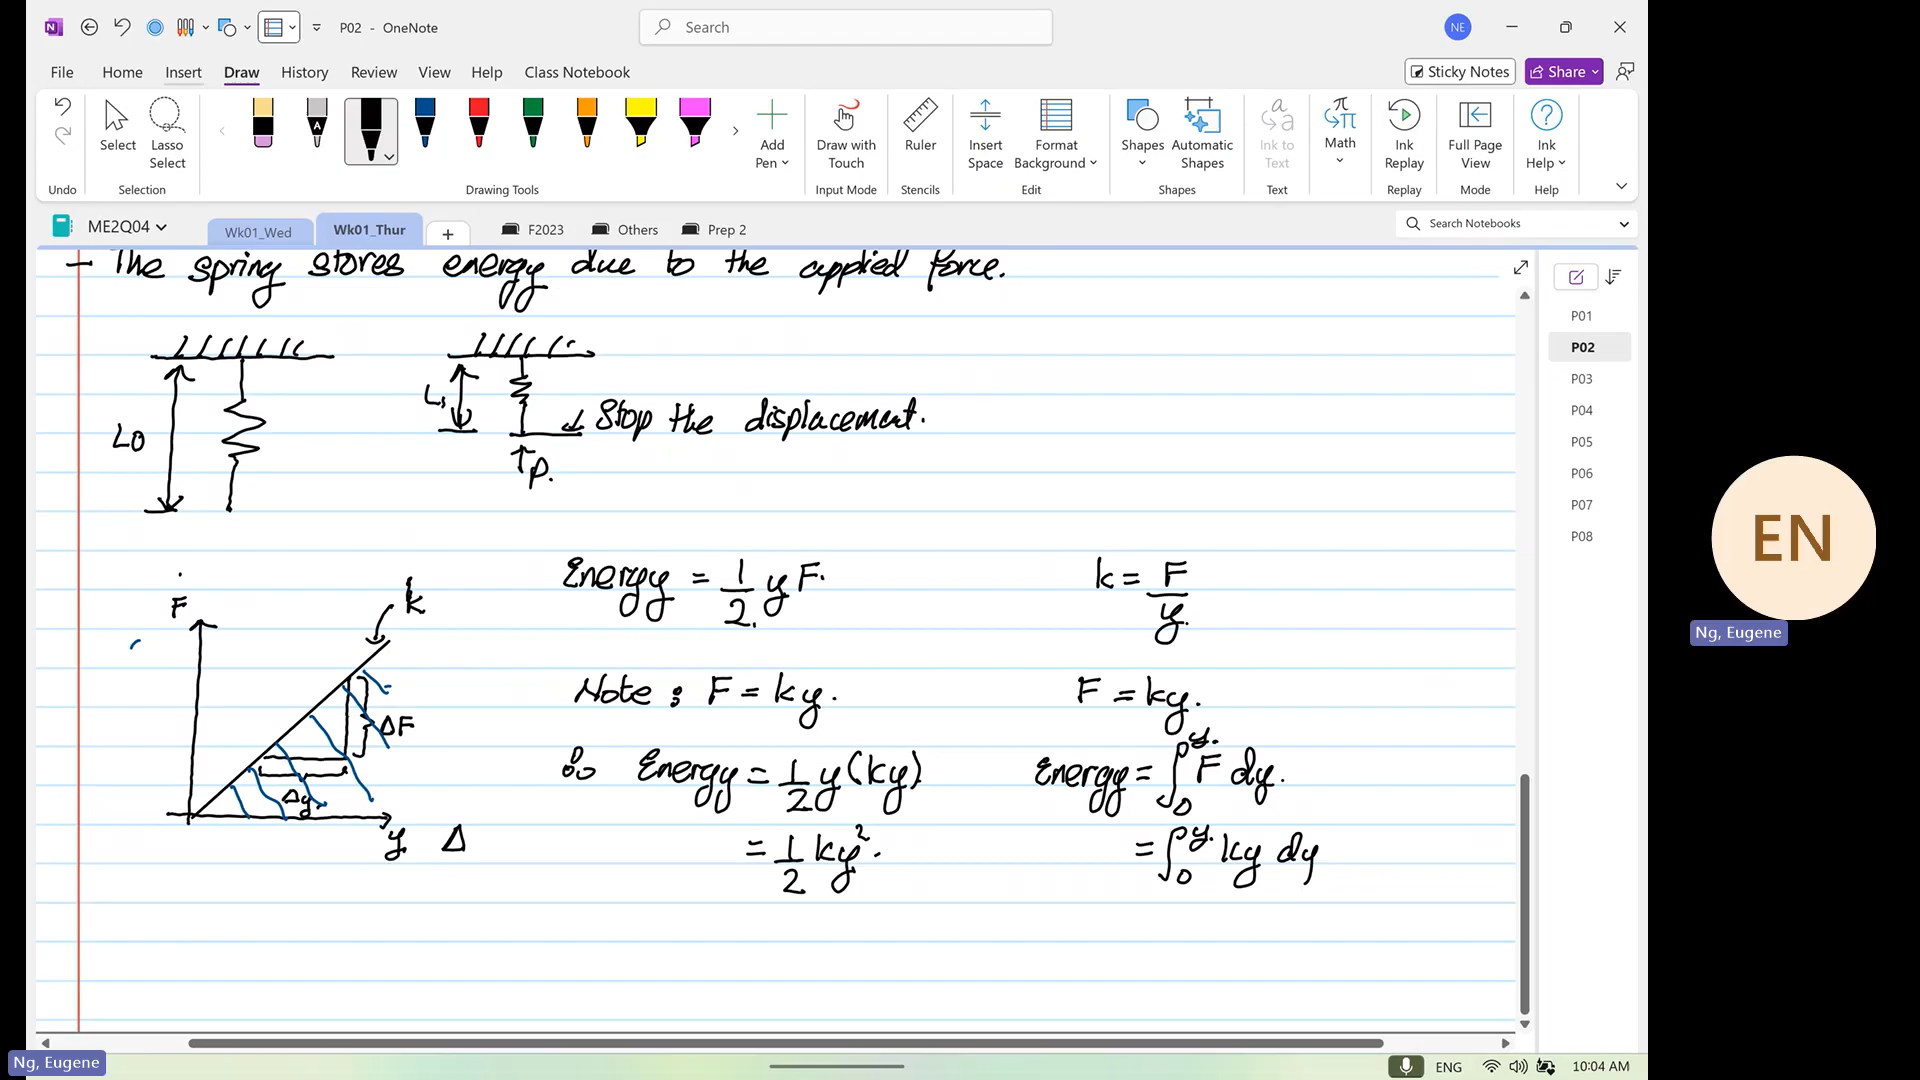 P02 - OneNote
Search
NE
File Home Insert Draw History Review View Help Class Notebook
Sticky Notes
Share
Select
Lasso Select
A
Add Pen
Draw with Touch
Ruler
Insert Space
Format Background
Shapes
Automatic Shapes
Ink to Text
Math
Ink Replay
Full Page View
Ink Help
Undo Selection Drawing Tools Input Mode Stencils Edit Shapes Text Replay Mode Help
ME2Q04
Wk01_Wed
Wk01_Thur
F2023
Others
Prep 2
Search Notebooks
- The spring stores energy due to the applied force.
L0
L1
Stop the displacement.
P.
F
k
ΔF
Δy
y Δ
Energy = 1/2 y F.
Note: F = ky.
∴ Energy = 1/2 y(ky)
= 1/2 ky².
k = F/y.
F = ky.
Energy = ∫₀ʸ F dy.
= ∫₀ʸ ky dy
P01
P02
P03
P04
P05
P06
P07
P08
EN
Ng, Eugene
Ng, Eugene
ENG
10:04 AM